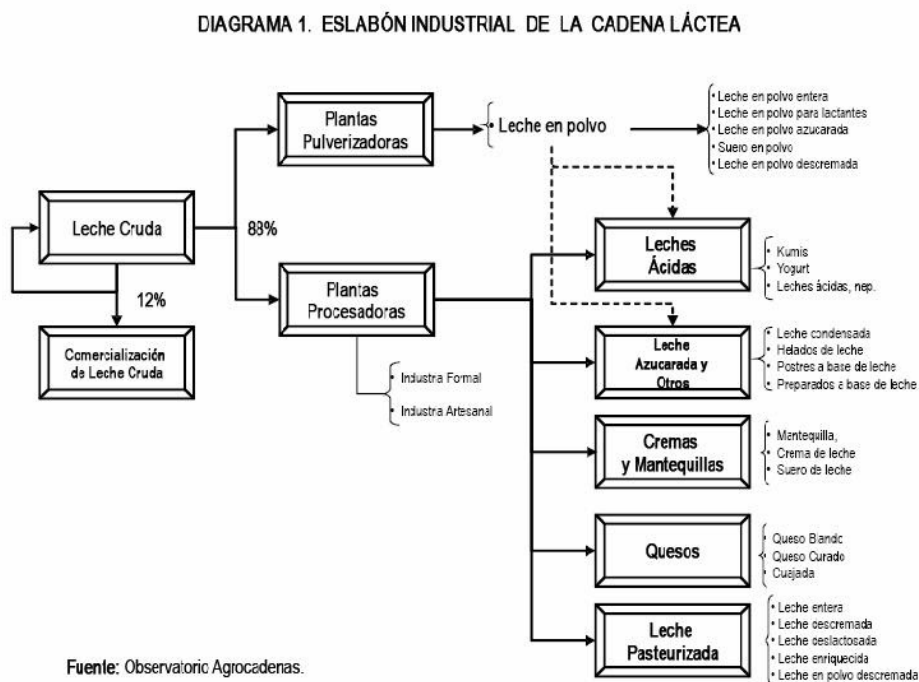 DIAGRAMA 1. ESLABÓN INDUSTRIAL DE LA CADENA LÁCTEA
Plantas
Pulverizadoras
• Leche en polvo
• Leche en polvo entera
• Leche en polvo para lactantes
• Leche en polvo azucarada
• Suero en polvo
• Leche en polvo descremada
Leche Cruda
88%
12%
Comercialización
de Leche Cruda
Plantas
Procesadoras
• Industra Formal
• Industra Artesanal
Leches
Ácidas
• Kumis
• Yogurt
• Leches ácidas, nep.
Leche
Azucarada y
Otros
• Leche condensada
• Helados de leche
• Postres a base de leche
• Preparados a base de leche
Cremas
y Mantequillas
• Mantequilla,
• Crema de leche
• Suero de leche
Quesos
• Queso Blando
• Queso Curado
• Cuajada
Leche
Pasteurizada
• Leche entera
• Leche descremada
• Leche deslactosada
• Leche enriquecida
• Leche en polvo descremada
Fuente: Observatorio Agrocadenas.